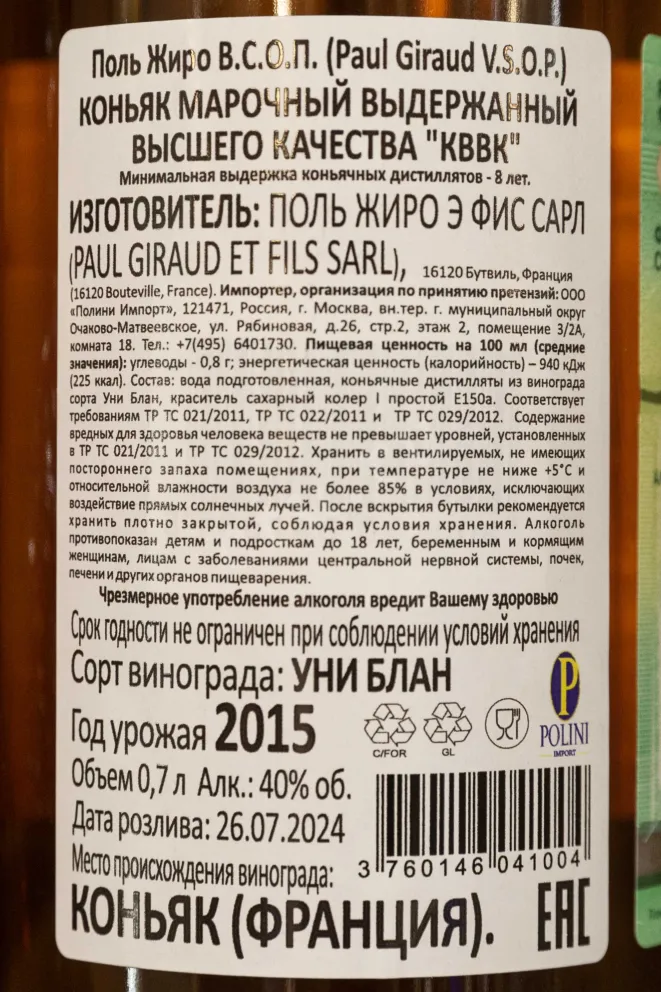 Поль Жиро В.С.О.П. (Paul Giraud V.S.O.P.)
КОНЬЯК МАРОЧНЫЙ ВЫДЕРЖАННЫЙ
ВЫСШЕГО КАЧЕСТВА "КВВК"
Минимальная выдержка коньячных дистиллятов - 8 лет.
ИЗГОТОВИТЕЛЬ: ПОЛЬ ЖИРО Э ФИС САРЛ
(PAUL GIRAUD ET FILS SARL), 16120 Бутвиль, Франция
(16120 Bouteville, France). Импортер, организация по принятию претензий: ООО
«Полини Импорт», 121471, Россия, г. Москва, вн.тер. г. муниципальный округ
Очаково-Матвеевское, ул. Рябиновая, д.26, стр.2, этаж 2, помещение 3/2А,
комната 18. Тел.: +7(495) 6401730. Пищевая ценность на 100 мл (средние
значения): углеводы - 0,8 г; энергетическая ценность (калорийность) – 940 кДж
(225 ккал). Состав: вода подготовленная, коньячные дистилляты из винограда
сорта Уни Блан, краситель сахарный колер I простой Е150а. Соответствует
требованиям ТР ТС 021/2011, ТР ТС 022/2011 и ТР ТС 029/2012. Содержание
вредных для здоровья человека веществ не превышает уровней, установленных
в ТР ТС 021/2011 и ТР ТС 029/2012. Хранить в вентилируемых, не имеющих
постороннего запаха помещениях, при температуре не ниже +5°С и
относительной влажности воздуха не более 85% в условиях, исключающих
воздействие прямых солнечных лучей. После вскрытия бутылки рекомендуется
хранить плотно закрытой, соблюдая условия хранения. Алкоголь
противопоказан детям и подросткам до 18 лет, беременным и кормящим
женщинам, лицам с заболеваниями центральной нервной системы, почек,
печени и других органов пищеварения.
Чрезмерное употребление алкоголя вредит Вашему здоровью
Срок годности не ограничен при соблюдении условий хранения
Сорт винограда: УНИ БЛАН
Год урожая 2015
C/FOR
GL
P
POLINI
IMPORT
Объем 0,7 л Алк.: 40% об.
Дата розлива: 26.07.2024
Место происхождения винограда:
3 760146 041004
КОНЬЯК (ФРАНЦИЯ).
ЕАС